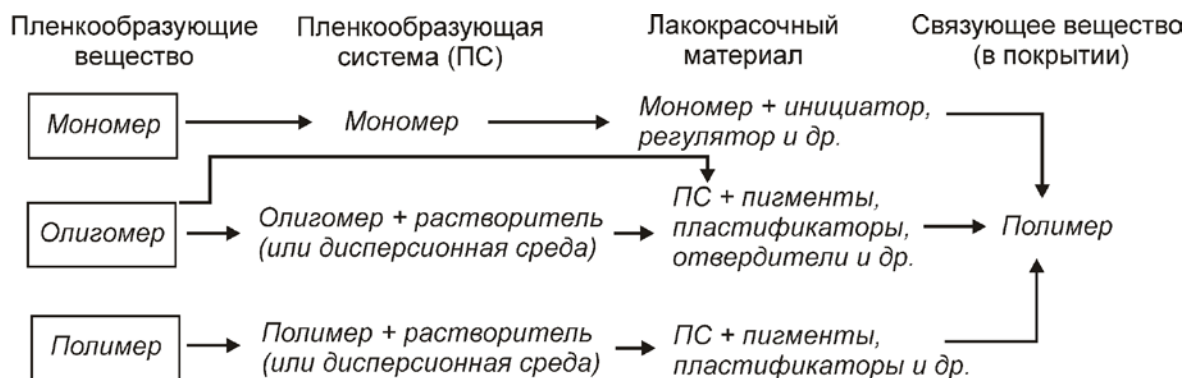 Пленкообразующие вещество
Пленкообразующая система (ПС)
Лакокрасочный материал
Связующее вещество (в покрытии)
Мономер
Мономер
Мономер + инициатор,
регулятор и др.
Олигомер
Олигомер + растворитель
(или дисперсионная среда)
ПС + пигменты,
пластификаторы,
отвердители и др.
Полимер
Полимер
Полимер + растворитель
(или дисперсионная среда)
ПС + пигменты,
пластификаторы и др.